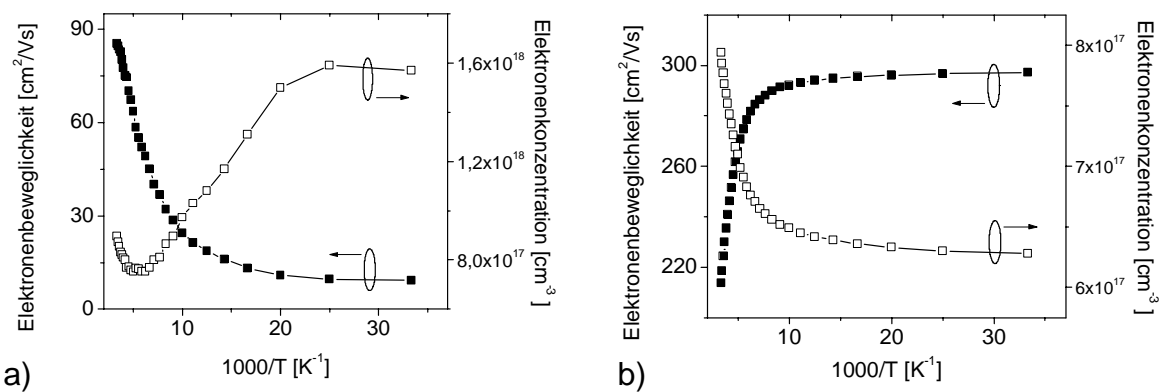 90
60
30
0
Elektronenbeweglichkeit [cm²/Vs]
1,6x10¹⁸
1,2x10¹⁸
8,0x10¹⁷
Elektronenkonzentration [cm⁻³]
10 20 30
1000/T [K⁻¹]
a)
300
260
220
Elektronenbeweglichkeit [cm²/Vs]
8x10¹⁷
7x10¹⁷
6x10¹⁷
Elektronenkonzentration [cm⁻³]
10 20 30
1000/T [K⁻¹]
b)